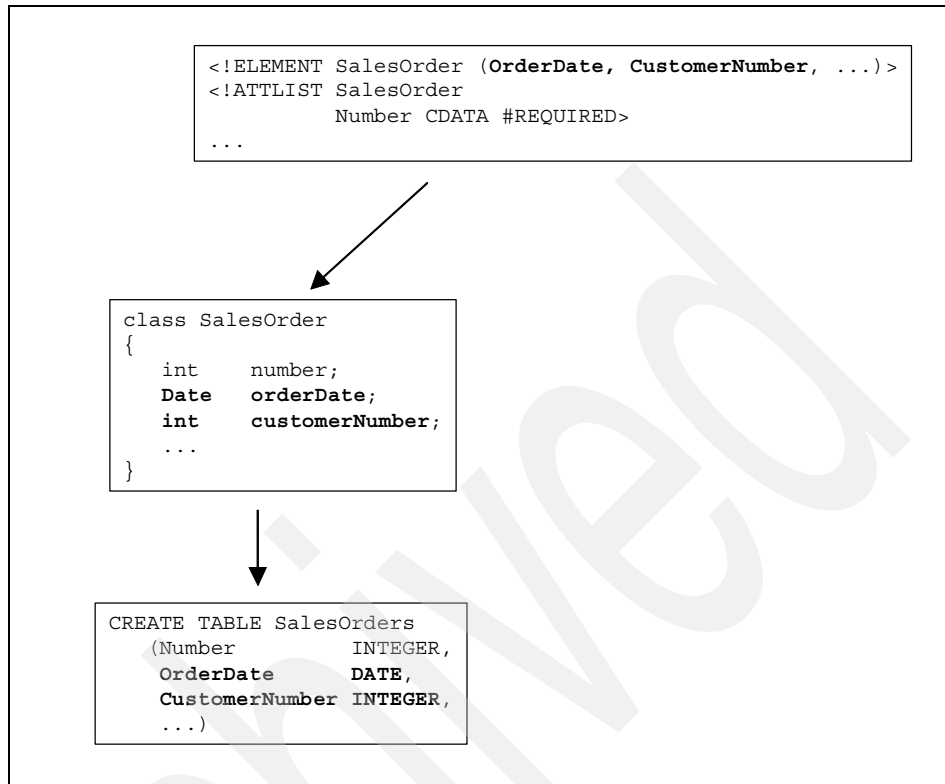 <!ELEMENT SalesOrder (OrderDate, CustomerNumber, ...)>
<!ATTLIST SalesOrder
Number CDATA #REQUIRED>
...
class SalesOrder
{
int number;
Date orderDate;
int customerNumber;
...
}
CREATE TABLE SalesOrders
(Number INTEGER,
OrderDate DATE,
CustomerNumber INTEGER,
...)
hived